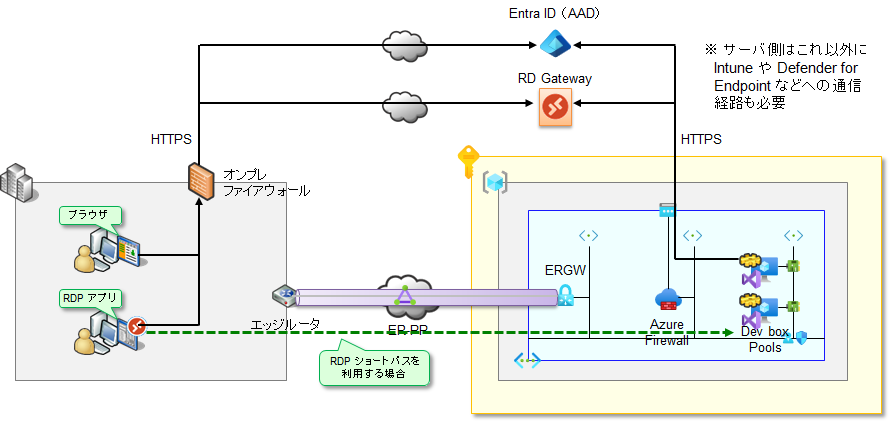 Entra ID (AAD)
※ サーバ側はこれ以外に
Intune や Defender for
Endpoint などへの通信
経路も必要
RD Gateway
HTTPS
HTTPS
オンプレ
ファイアウォール
ブラウザ
RDP アプリ
エッジルータ
ER PP
ERGW
Azure
Firewall
Dev box
Pools
RDP ショートパスを
利用する場合